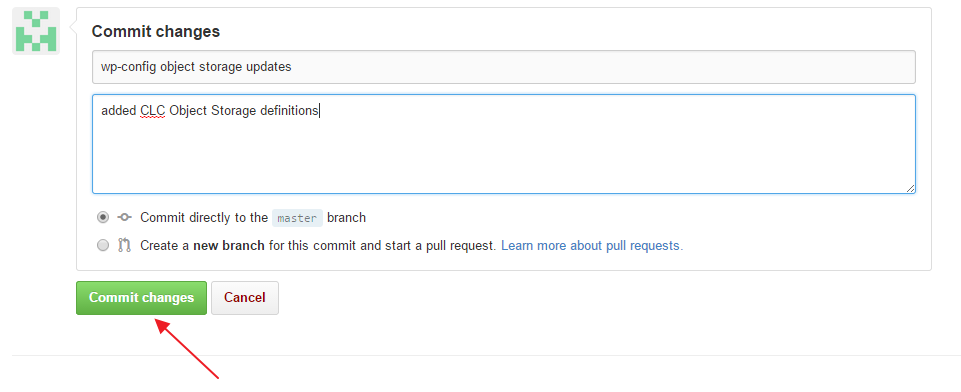 Commit changes
wp-config object storage updates
added CLC Object Storage definitions
Commit directly to the master branch
Create a new branch for this commit and start a pull request. Learn more about pull requests.
Commit changes Cancel